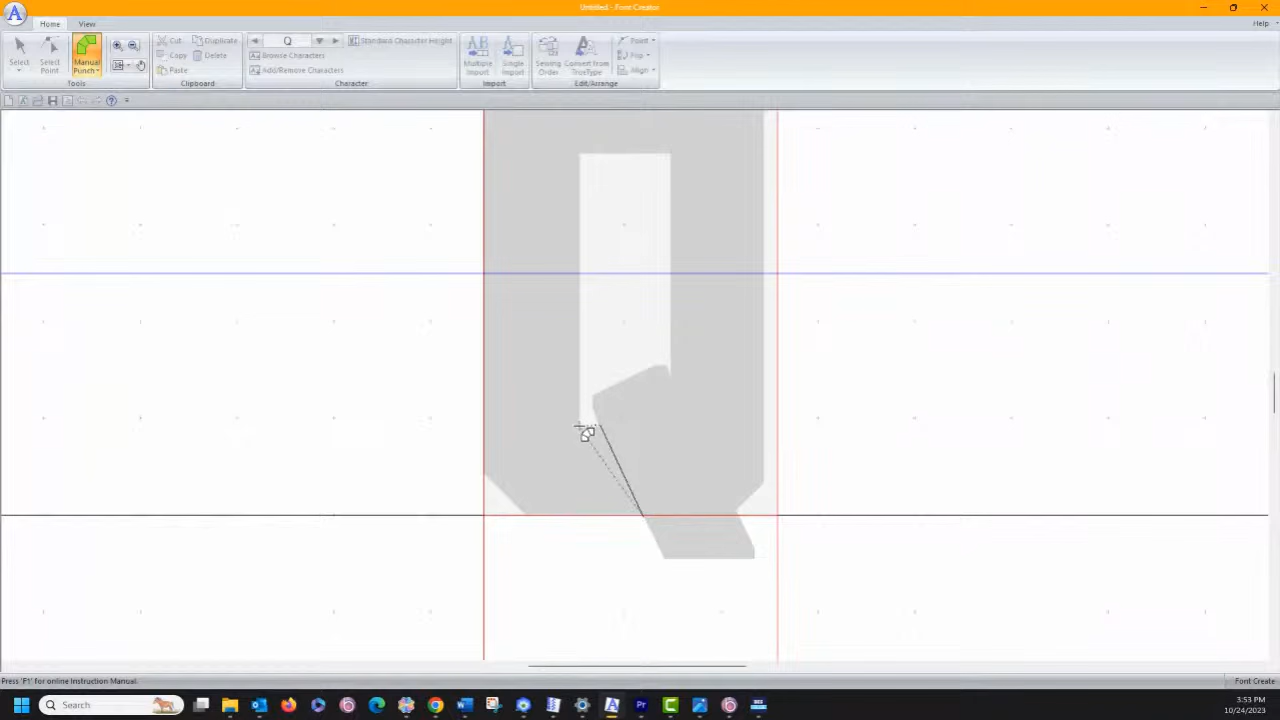 Untitled - Font Creator
Home View Help
Select
Select Point
Manual Punch
Tools
Cut Duplicate
Copy Delete
Paste
Clipboard
Q
Standard Character Height
Browse Characters
Add/Remove Characters
Character
Multiple Import
Single Import
Import
Sewing Order
Convert from TrueType
Point
Flip
Align
Edit/Arrange
Press 'F1' for online Instruction Manual.
Font Create
Search
3:53 PM
10/24/2023